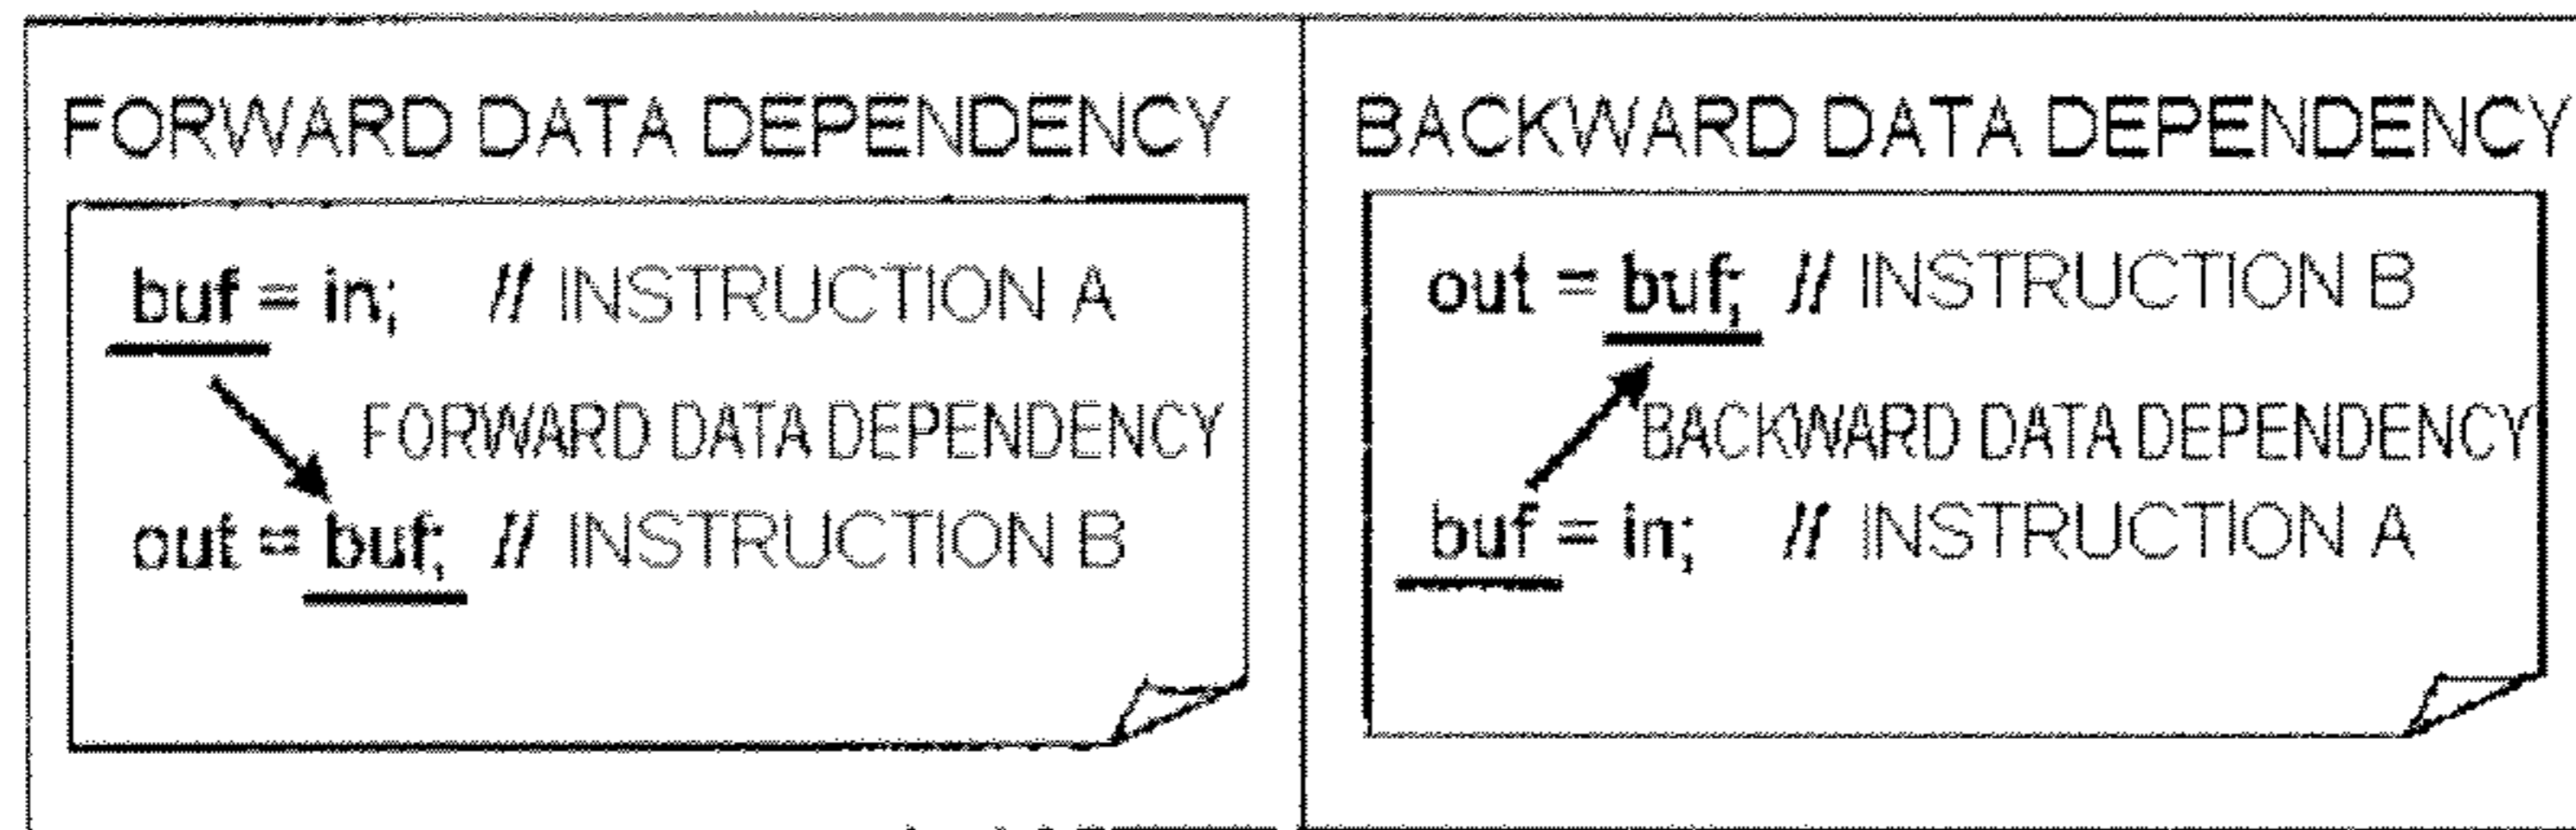 FORWARD DATA DEPENDENCY
buf = in; // INSTRUCTION A
FORWARD DATA DEPENDENCY
out = buf; // INSTRUCTION B
BACKWARD DATA DEPENDENCY
out = buf; // INSTRUCTION B
BACKWARD DATA DEPENDENCY
buf = in; // INSTRUCTION A